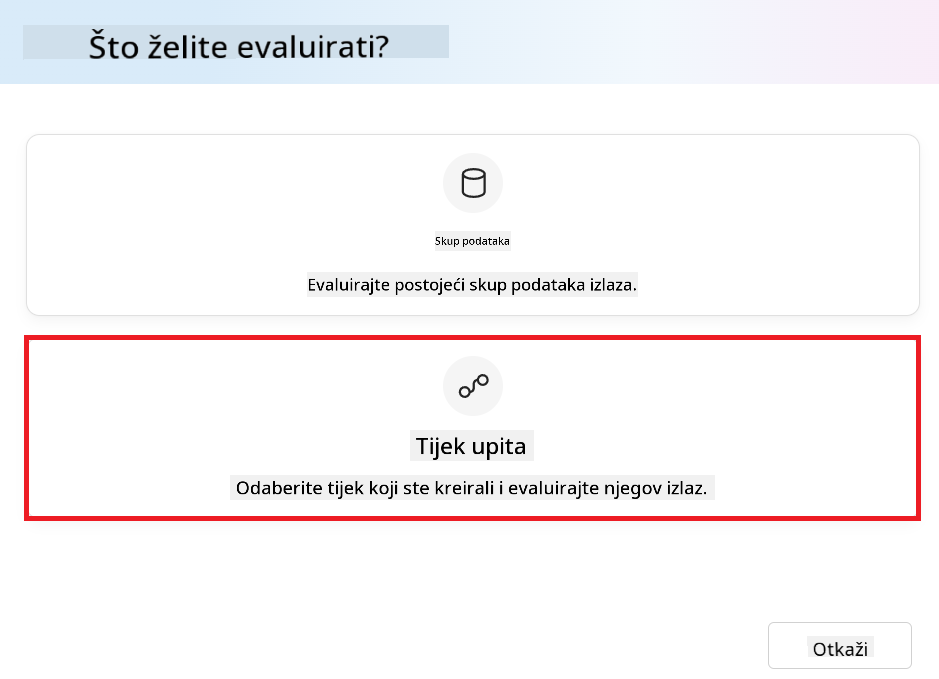 Što želite evaluirati?
Skup podataka
Evaluirajte postojeći skup podataka izlaza.
Tijek upita
Odaberite tijek koji ste kreirali i evaluirajte njegov izlaz.
Otkaži